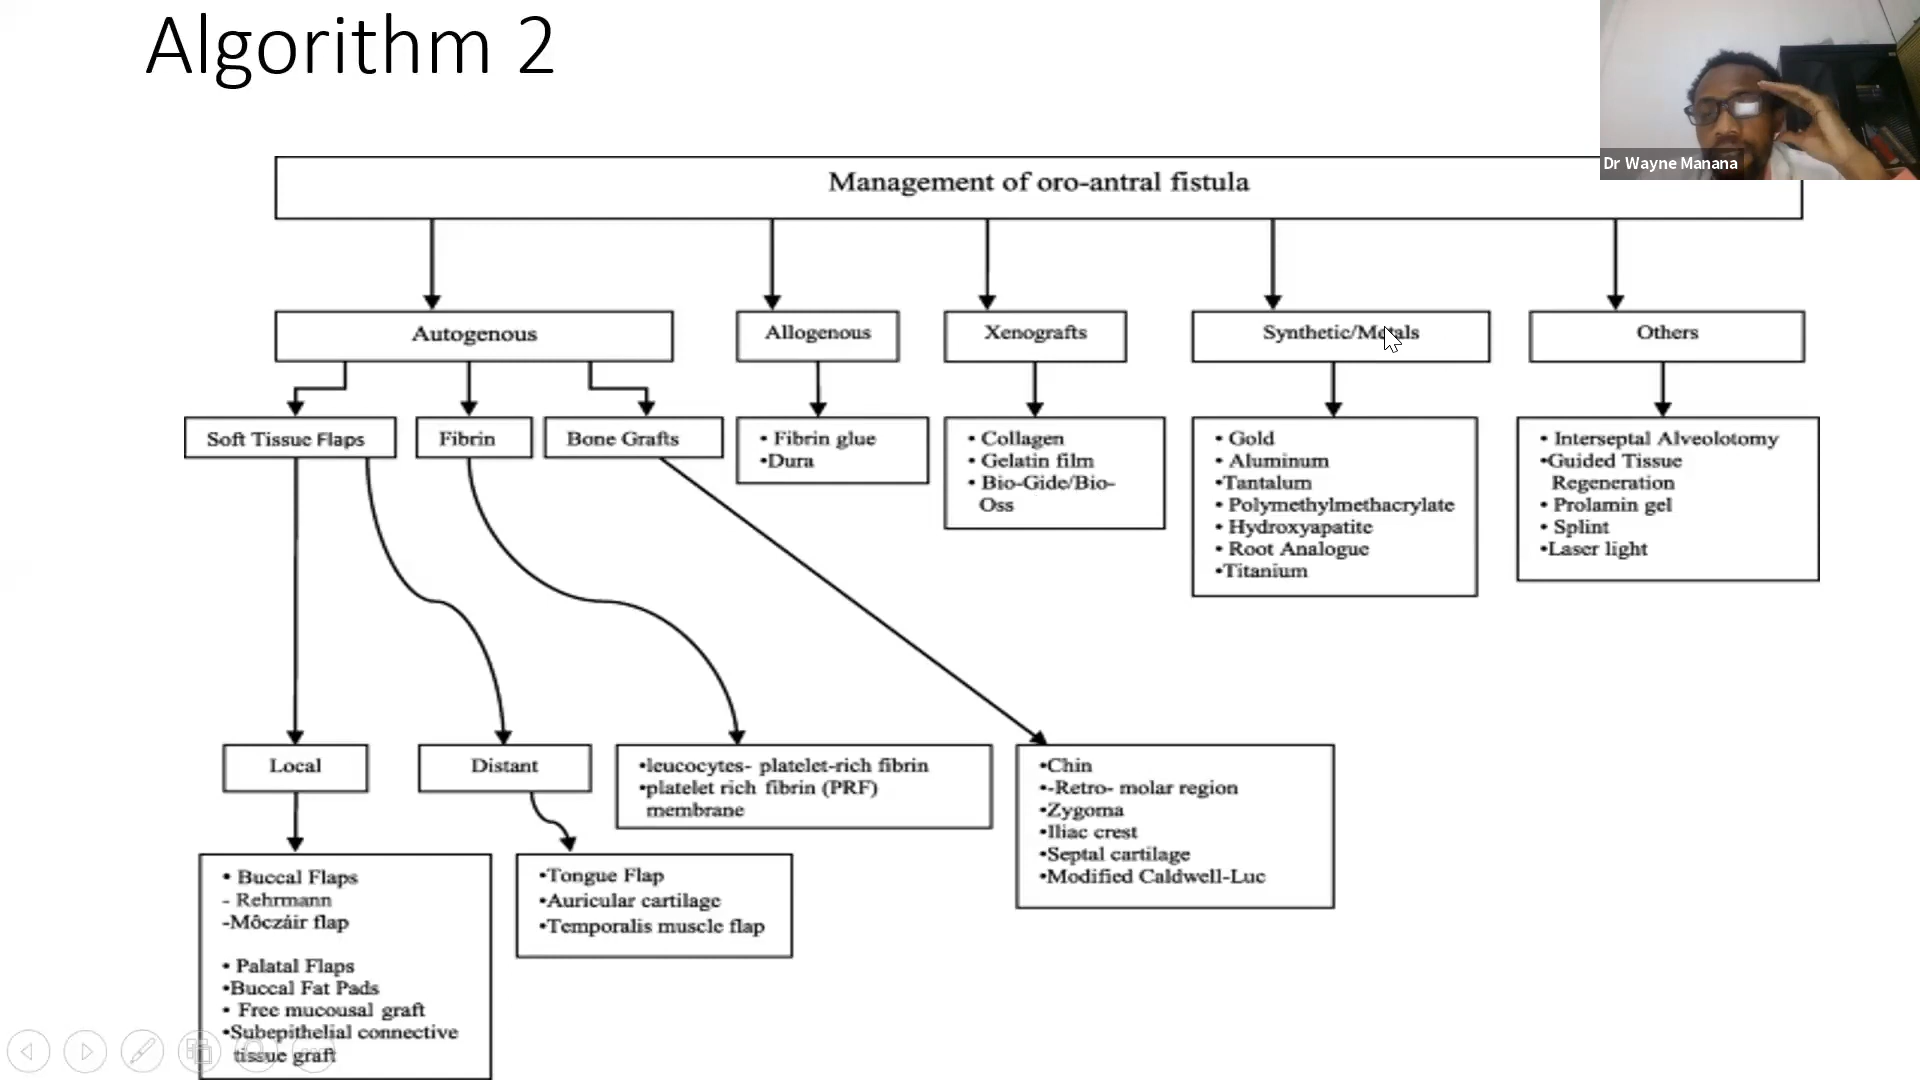 Algorithm 2
Dr Wayne Manana
Management of oro-antral fistula
Autogenous
Allogenous
Xenografts
Synthetic/Metals
Others
Soft Tissue Flaps
Fibrin
Bone Grafts
• Fibrin glue
•Dura
• Collagen
• Gelatin film
• Bio-Gide/Bio-
Oss
• Gold
• Aluminum
•Tantalum
• Polymethylmethacrylate
• Hydroxyapatite
• Root Analogue
•Titanium
• Interseptal Alveolotomy
•Guided Tissue
Regeneration
• Prolamin gel
• Splint
•Laser light
Local
Distant
•leucocytes- platelet-rich fibrin
•platelet rich fibrin (PRF)
membrane
•Chin
•-Retro- molar region
•Zygoma
•Iliac crest
•Septal cartilage
•Modified Caldwell-Luc
• Buccal Flaps
- Rehrmann
-Môczáir flap
• Palatal Flaps
•Buccal Fat Pads
• Free mucousal graft
•Subepithelial connective
tissue graft
•Tongue Flap
•Auricular cartilage
•Temporalis muscle flap